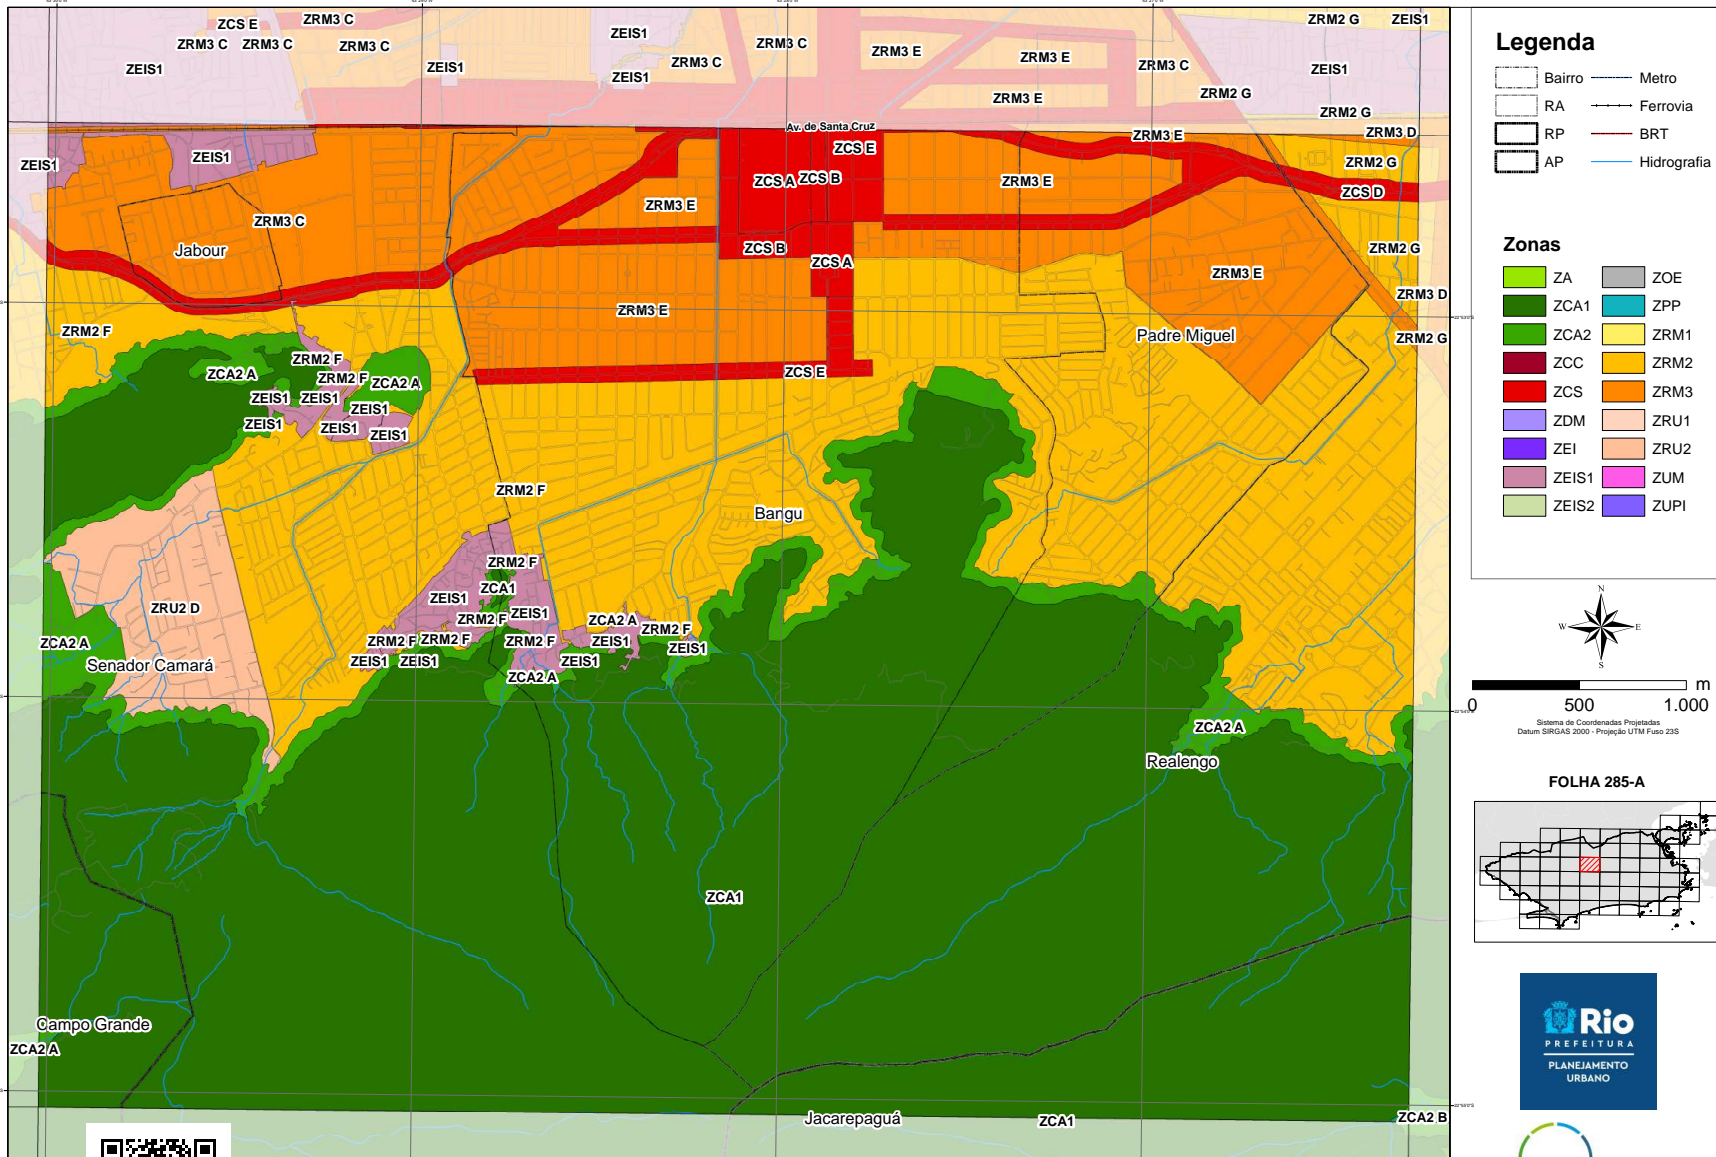 ZCS E
ZRM3 C
ZRM2 G
ZEIS1
ZRM3 C
ZRM3 C
ZRM3 C
ZEIS1
ZRM3 C
ZRM3 E
ZRM3 E
ZRM3 C
ZEIS1
ZEIS1
ZEIS1
ZRM3 C
ZEIS1
ZRM3 E
ZRM2 G
ZRM2 G
Av. de Santa Cruz
ZRM3 E
ZRM3 D
ZEIS1
ZEIS1
ZCS E
ZRM2 G
ZCS A
ZCS B
ZRM3 E
ZCS D
ZRM3 E
ZRM3 C
Jabour
ZCS B
ZRM2 G
ZCS A
ZRM3 E
ZRM3 D
ZRM3 E
ZRM2 F
Padre Miguel
ZRM2 G
ZRM2 F
ZCA2 A
ZRM2 F
ZCA2 A
ZCS E
ZEIS1
ZEIS1
ZEIS1
ZEIS1
ZEIS1
ZEIS1
ZRM2 F
Bangu
ZRM2 F
ZCA1
ZEIS1
ZRU2 D
ZEIS1
ZRM2 F
ZCA2 A
ZRM2 F
ZCA2 A
ZRM2 F
ZRM2 F
ZRM2 F
ZEIS1
ZEIS1
Senador Camará
ZEIS1
ZEIS1
ZEIS1
ZCA2 A
ZCA2 A
Realengo
ZCA1
Campo Grande
ZCA2 A
Jacarepaguá
ZCA1
ZCA2 B
Legenda
Bairro
Metro
RA
Ferrovia
RP
BRT
AP
Hidrografia
Zonas
ZA
ZOE
ZCA1
ZPP
ZCA2
ZRM1
ZCC
ZRM2
ZCS
ZRM3
ZDM
ZRU1
ZEI
ZRU2
ZEIS1
ZUM
ZEIS2
ZUPI
N
W
E
S
m
0
500
1.000
Sistema de Coordenadas Projetadas
Datum SIRGAS 2000 - Projeção UTM Fuso 23S
FOLHA 285-A
Rio
PREFEITURA
PLANEJAMENTO
URBANO